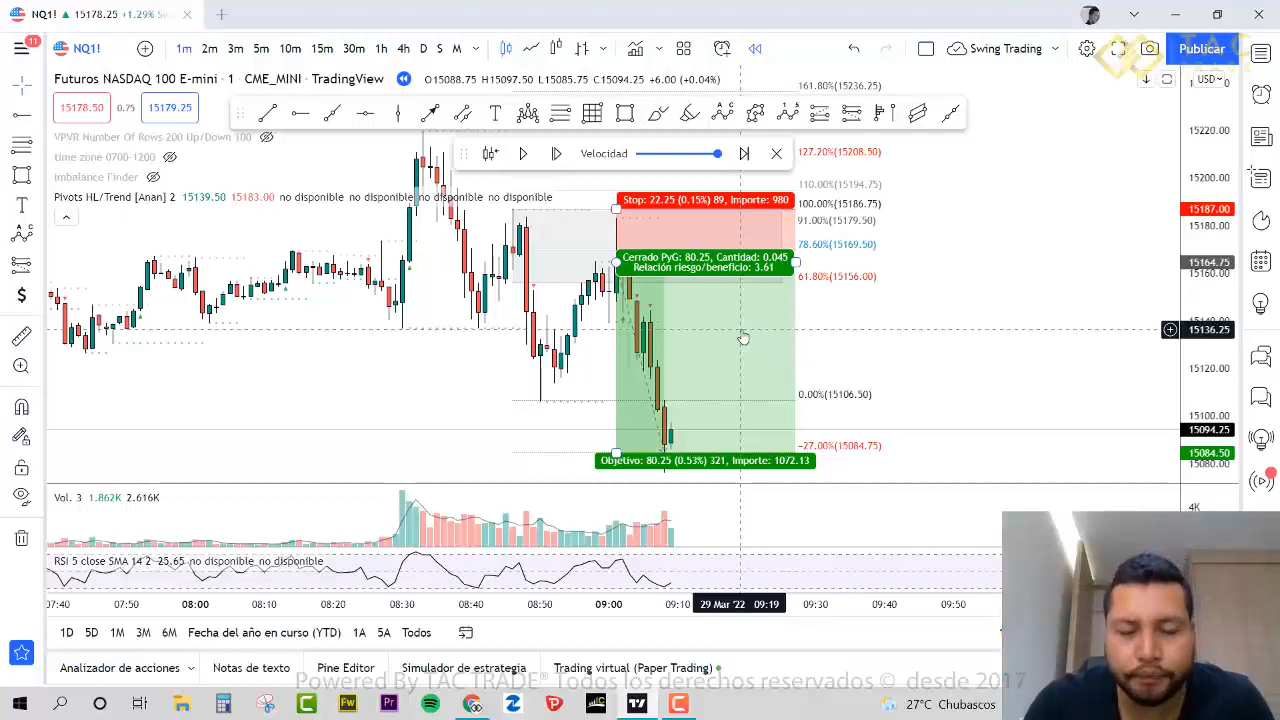 NQ1! ▲ 15178.25 ▲ +1.29% Swing Tr
11
NQ1!
1m 2m 3m 5m 10m 15m 30m 1h 4h D S M
Swing Trading
Publicar
Futuros NASDAQ 100 E-mini · 1 · CME_MINI · TradingView
L15085.75 C15094.25 +6.00 (+0.04%)
161.80%(15236.25)
USD
15178.50 0.75 15179.25
VPVR Number Of Rows 200 Up/Down 100
time zone 0700-1200
Imbalance Finder
Pivots HL/Trend [Anan] 2 15139.50 15183.00 no disponible no disponible no disponible no disponible
Velocidad
127.20%(15208.50)
110.00%(15194.75)
100.00%(15186.75)
91.00%(15179.50)
78.60%(15169.50)
61.80%(15156.00)
0.00%(15106.50)
-27.00%(15084.75)
Stop: 22.25 (0.15%) 89, Importe: 980
Cerrado PyG: 80.25, Cantidad: 0.045
Relación riesgo/beneficio: 3.61
Objetivo: 80.25 (0.53%) 321, Importe: 1072.13
15220.00
15200.00
15187.00
15180.00
15164.75
15160.00
15136.25
15120.00
15100.00
15094.25
15084.50
15080.00
4K
Vol. 3 1.862K 2.616K
RSI 5 close SMA 14 2 25.65 no disponible no disponible
07:40 07:50 08:00 08:10 08:20 08:30 08:40 08:50 09:00 09:10 29 Mar '22 09:19 09:30 09:40 09:50
1D 5D 1M 3M 6M Fecha del año en curso (YTD) 1A 5A Todos
Analizador de acciones Notas de texto Pine Editor Simulador de estrategia Trading virtual (Paper Trading)
Powered By TAC TRADE® Todos los derechos reservados © desde 2017
27°C Chubascos